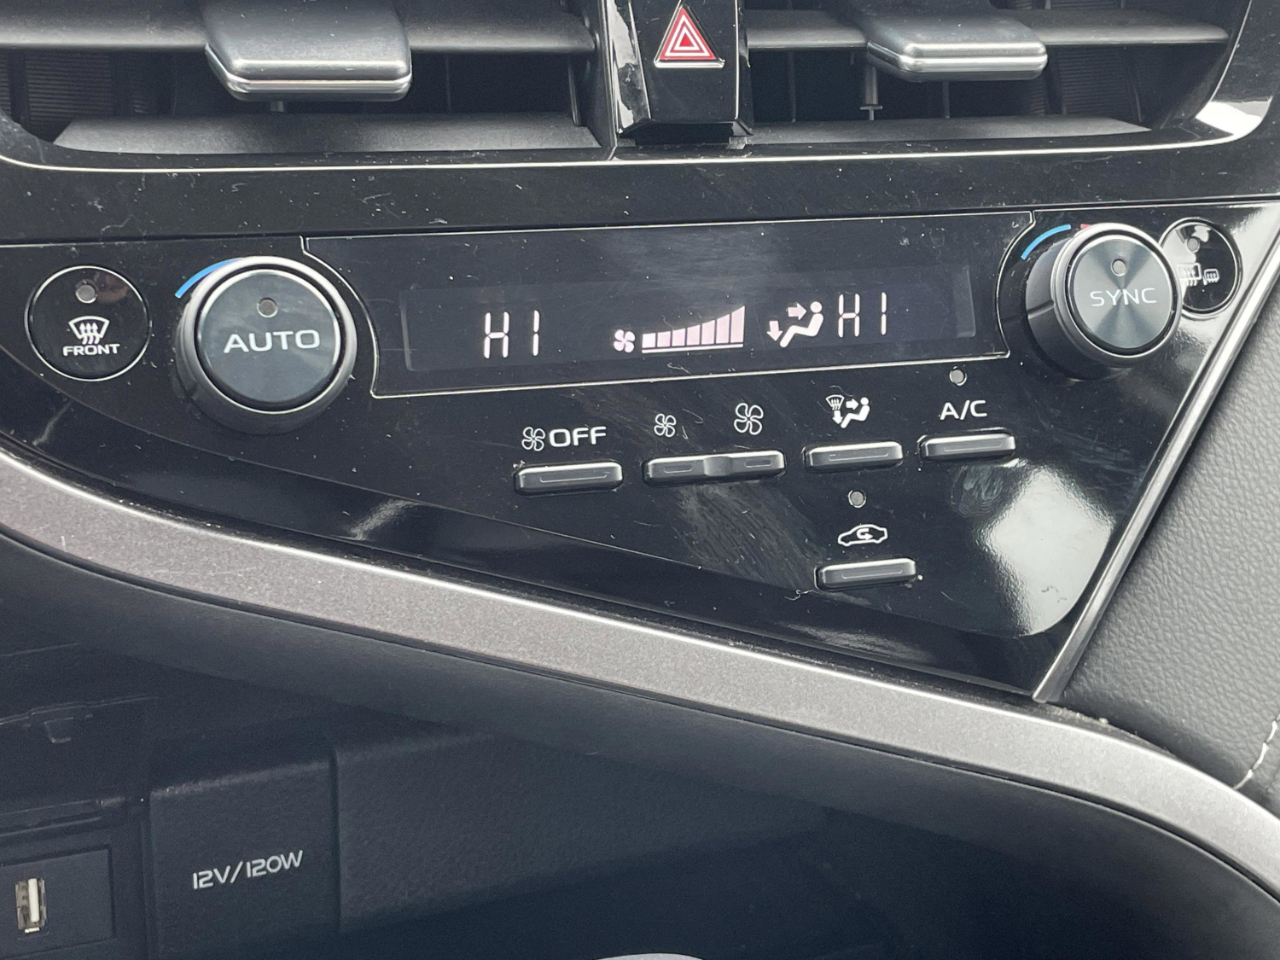 HI
HI
FRONT
AUTO
SYNC
OFF
A/C
12V/120W